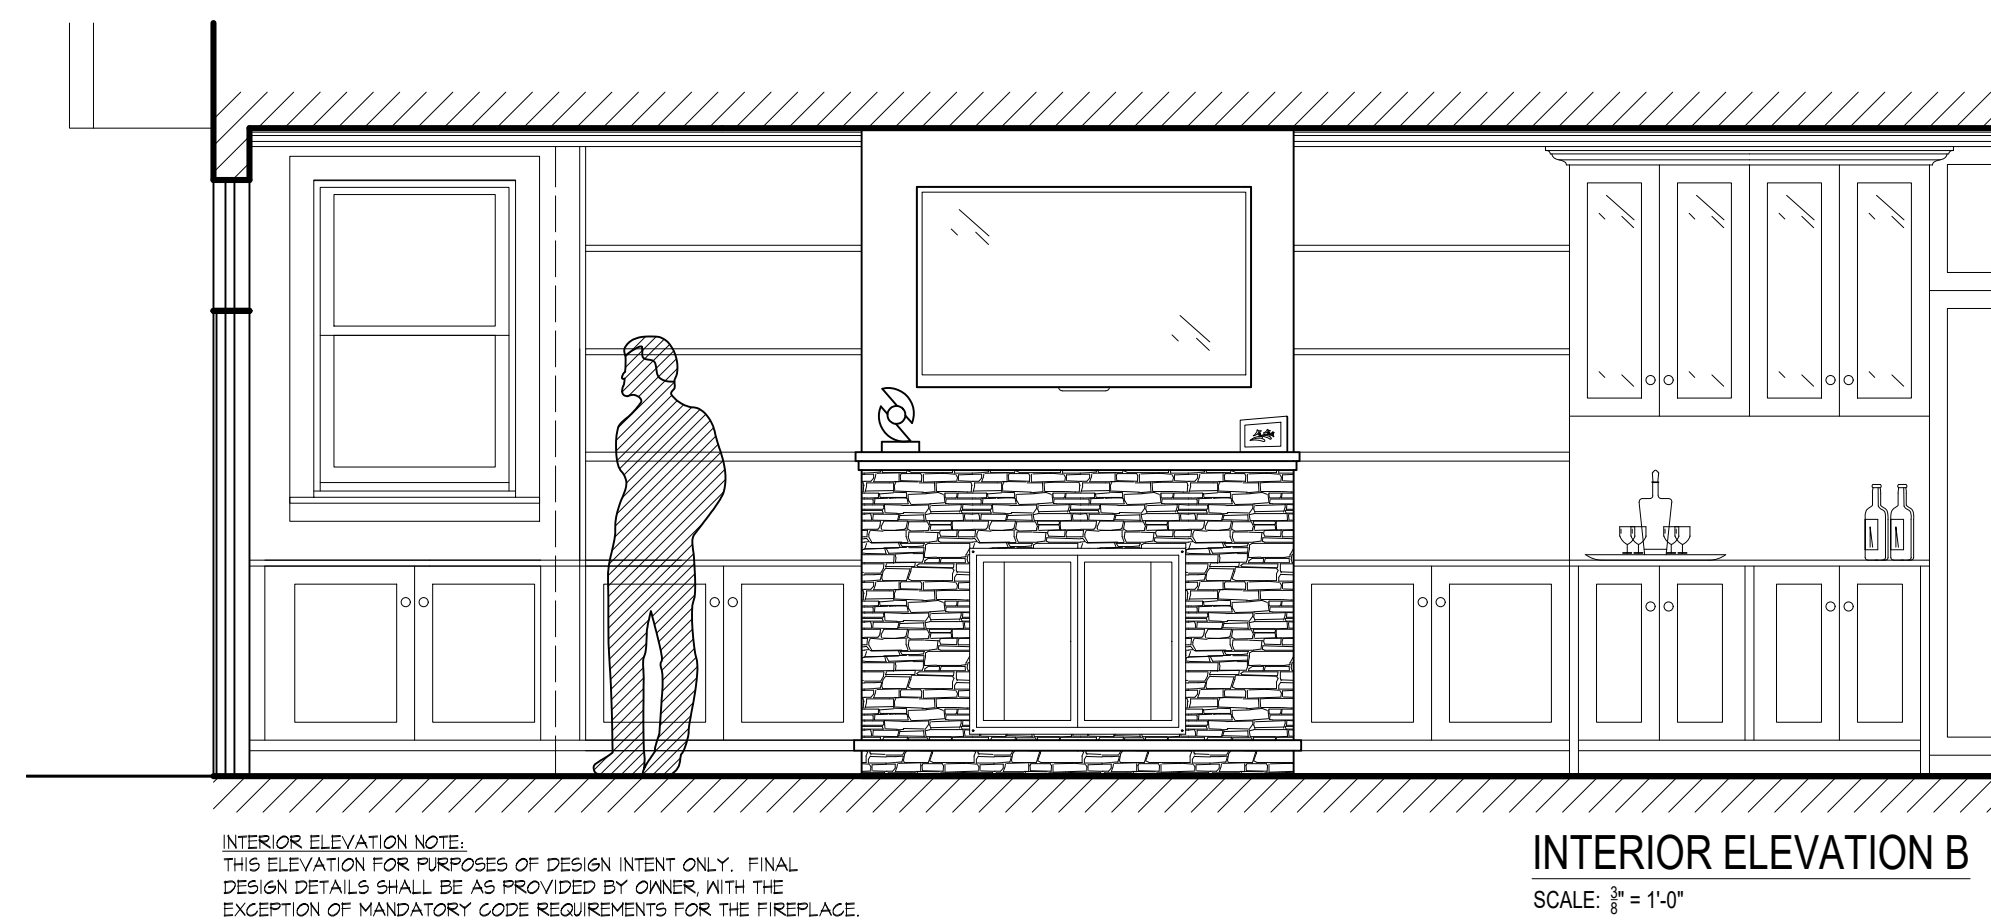 INTERIOR ELEVATION NOTE:
THIS ELEVATION FOR PURPOSES OF DESIGN INTENT ONLY. FINAL
DESIGN DETAILS SHALL BE AS PROVIDED BY OWNER, WITH THE
EXCEPTION OF MANDATORY CODE REQUIREMENTS FOR THE FIREPLACE.
INTERIOR ELEVATION B
SCALE: 3/8" = 1'-0"